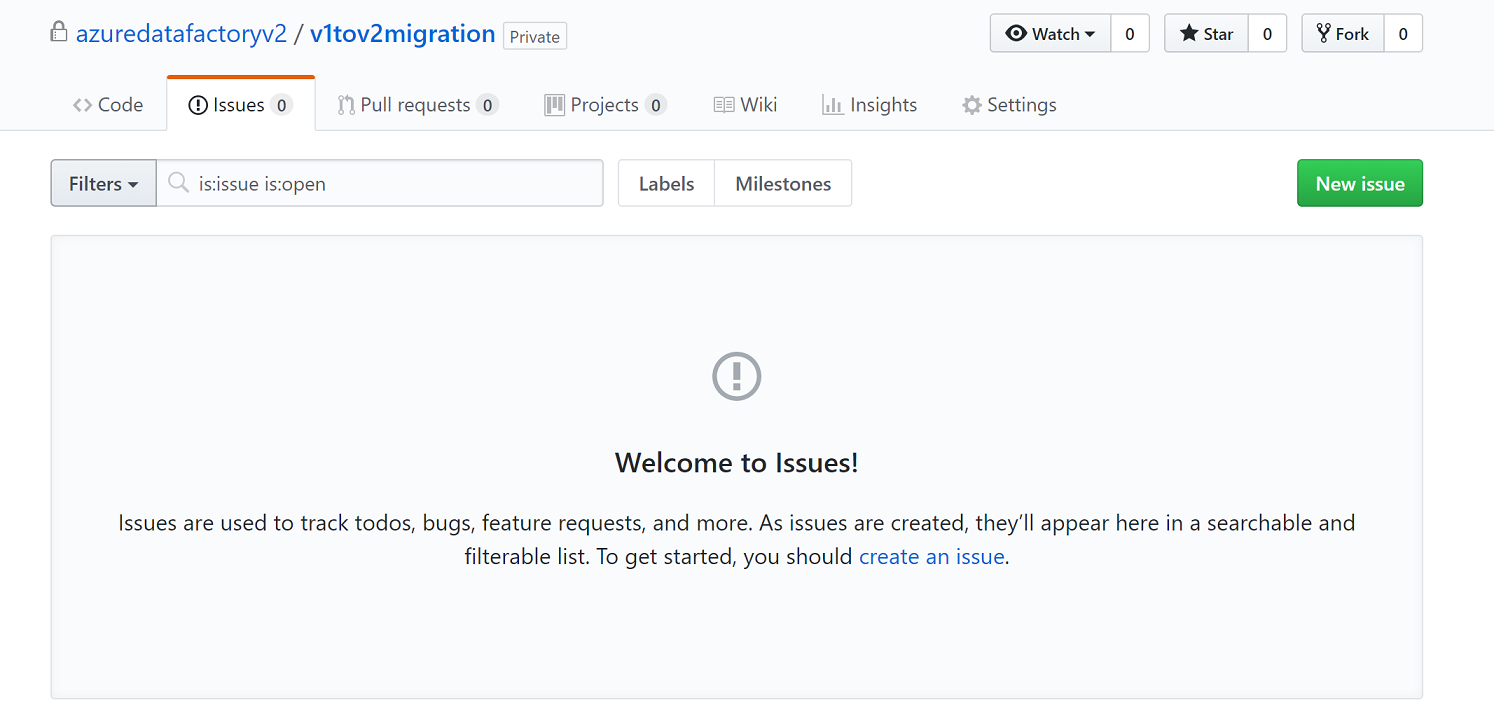 azuredatafactoryv2 / v1tov2migration Private Watch 0 Star 0 Fork 0
Code Issues 0 Pull requests 0 Projects 0 Wiki Insights Settings
Filters is:issue is:open Labels Milestones New issue
Welcome to Issues!
Issues are used to track todos, bugs, feature requests, and more. As issues are created, they’ll appear here in a searchable and
filterable list. To get started, you should create an issue.